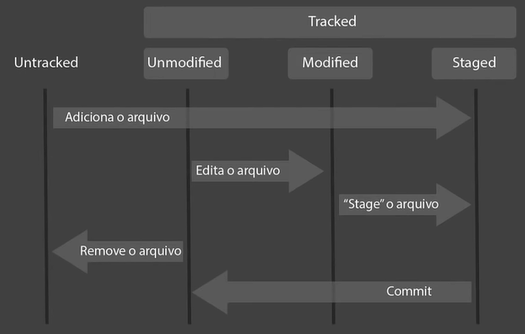 Tracked
Untracked
Unmodified
Modified
Staged
Adiciona o arquivo
Edita o arquivo
“Stage” o arquivo
Remove o arquivo
Commit